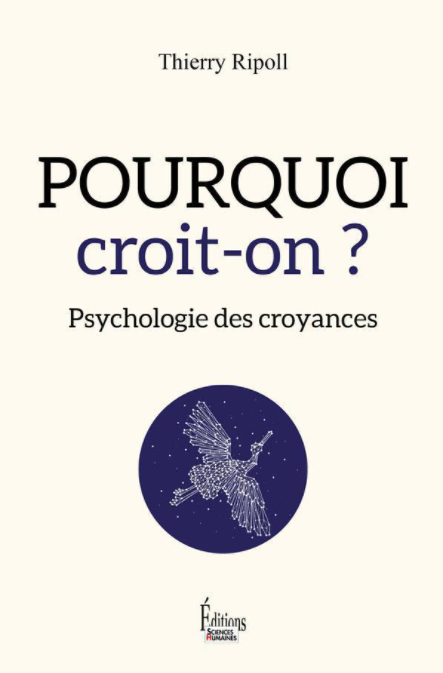 Thierry Ripoll
POURQUOI
croit-on ?
Psychologie des croyances
Éditions
SCIENCES
HUMAINES